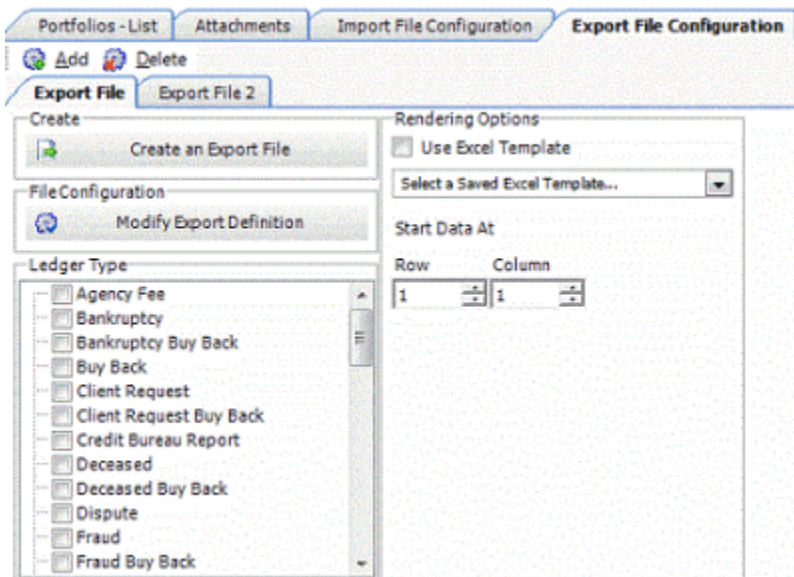 Portfolios - List Attachments Import File Configuration Export File Configuration
Add Delete
Export File Export File 2
Create
Create an Export File
File Configuration
Modify Export Definition
Ledger Type
Agency Fee
Bankruptcy
Bankruptcy Buy Back
Buy Back
Client Request
Client Request Buy Back
Credit Bureau Report
Deceased
Deceased Buy Back
Dispute
Fraud
Fraud Buy Back
Rendering Options
Use Excel Template
Select a Saved Excel Template...
Start Data At
Row Column
1 1